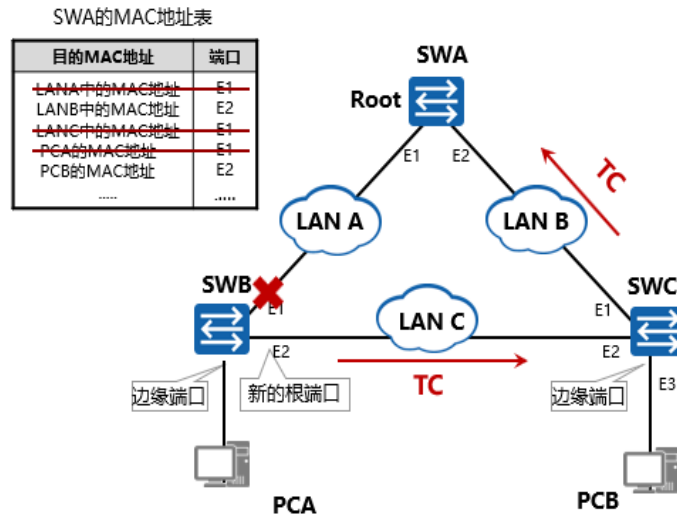 SWA的MAC地址表
目的MAC地址 端口
LANA中的MAC地址 E1
LANB中的MAC地址 E2
LANC中的MAC地址 E1
PCA的MAC地址 E1
PCB的MAC地址 E2
..... .....
SWA
Root
E1 E2
TC
LAN A
LAN B
SWB
SWC
E1
LAN C
E1
E2
E2
TC
边缘端口
新的根端口
边缘端口
E3
PCA
PCB